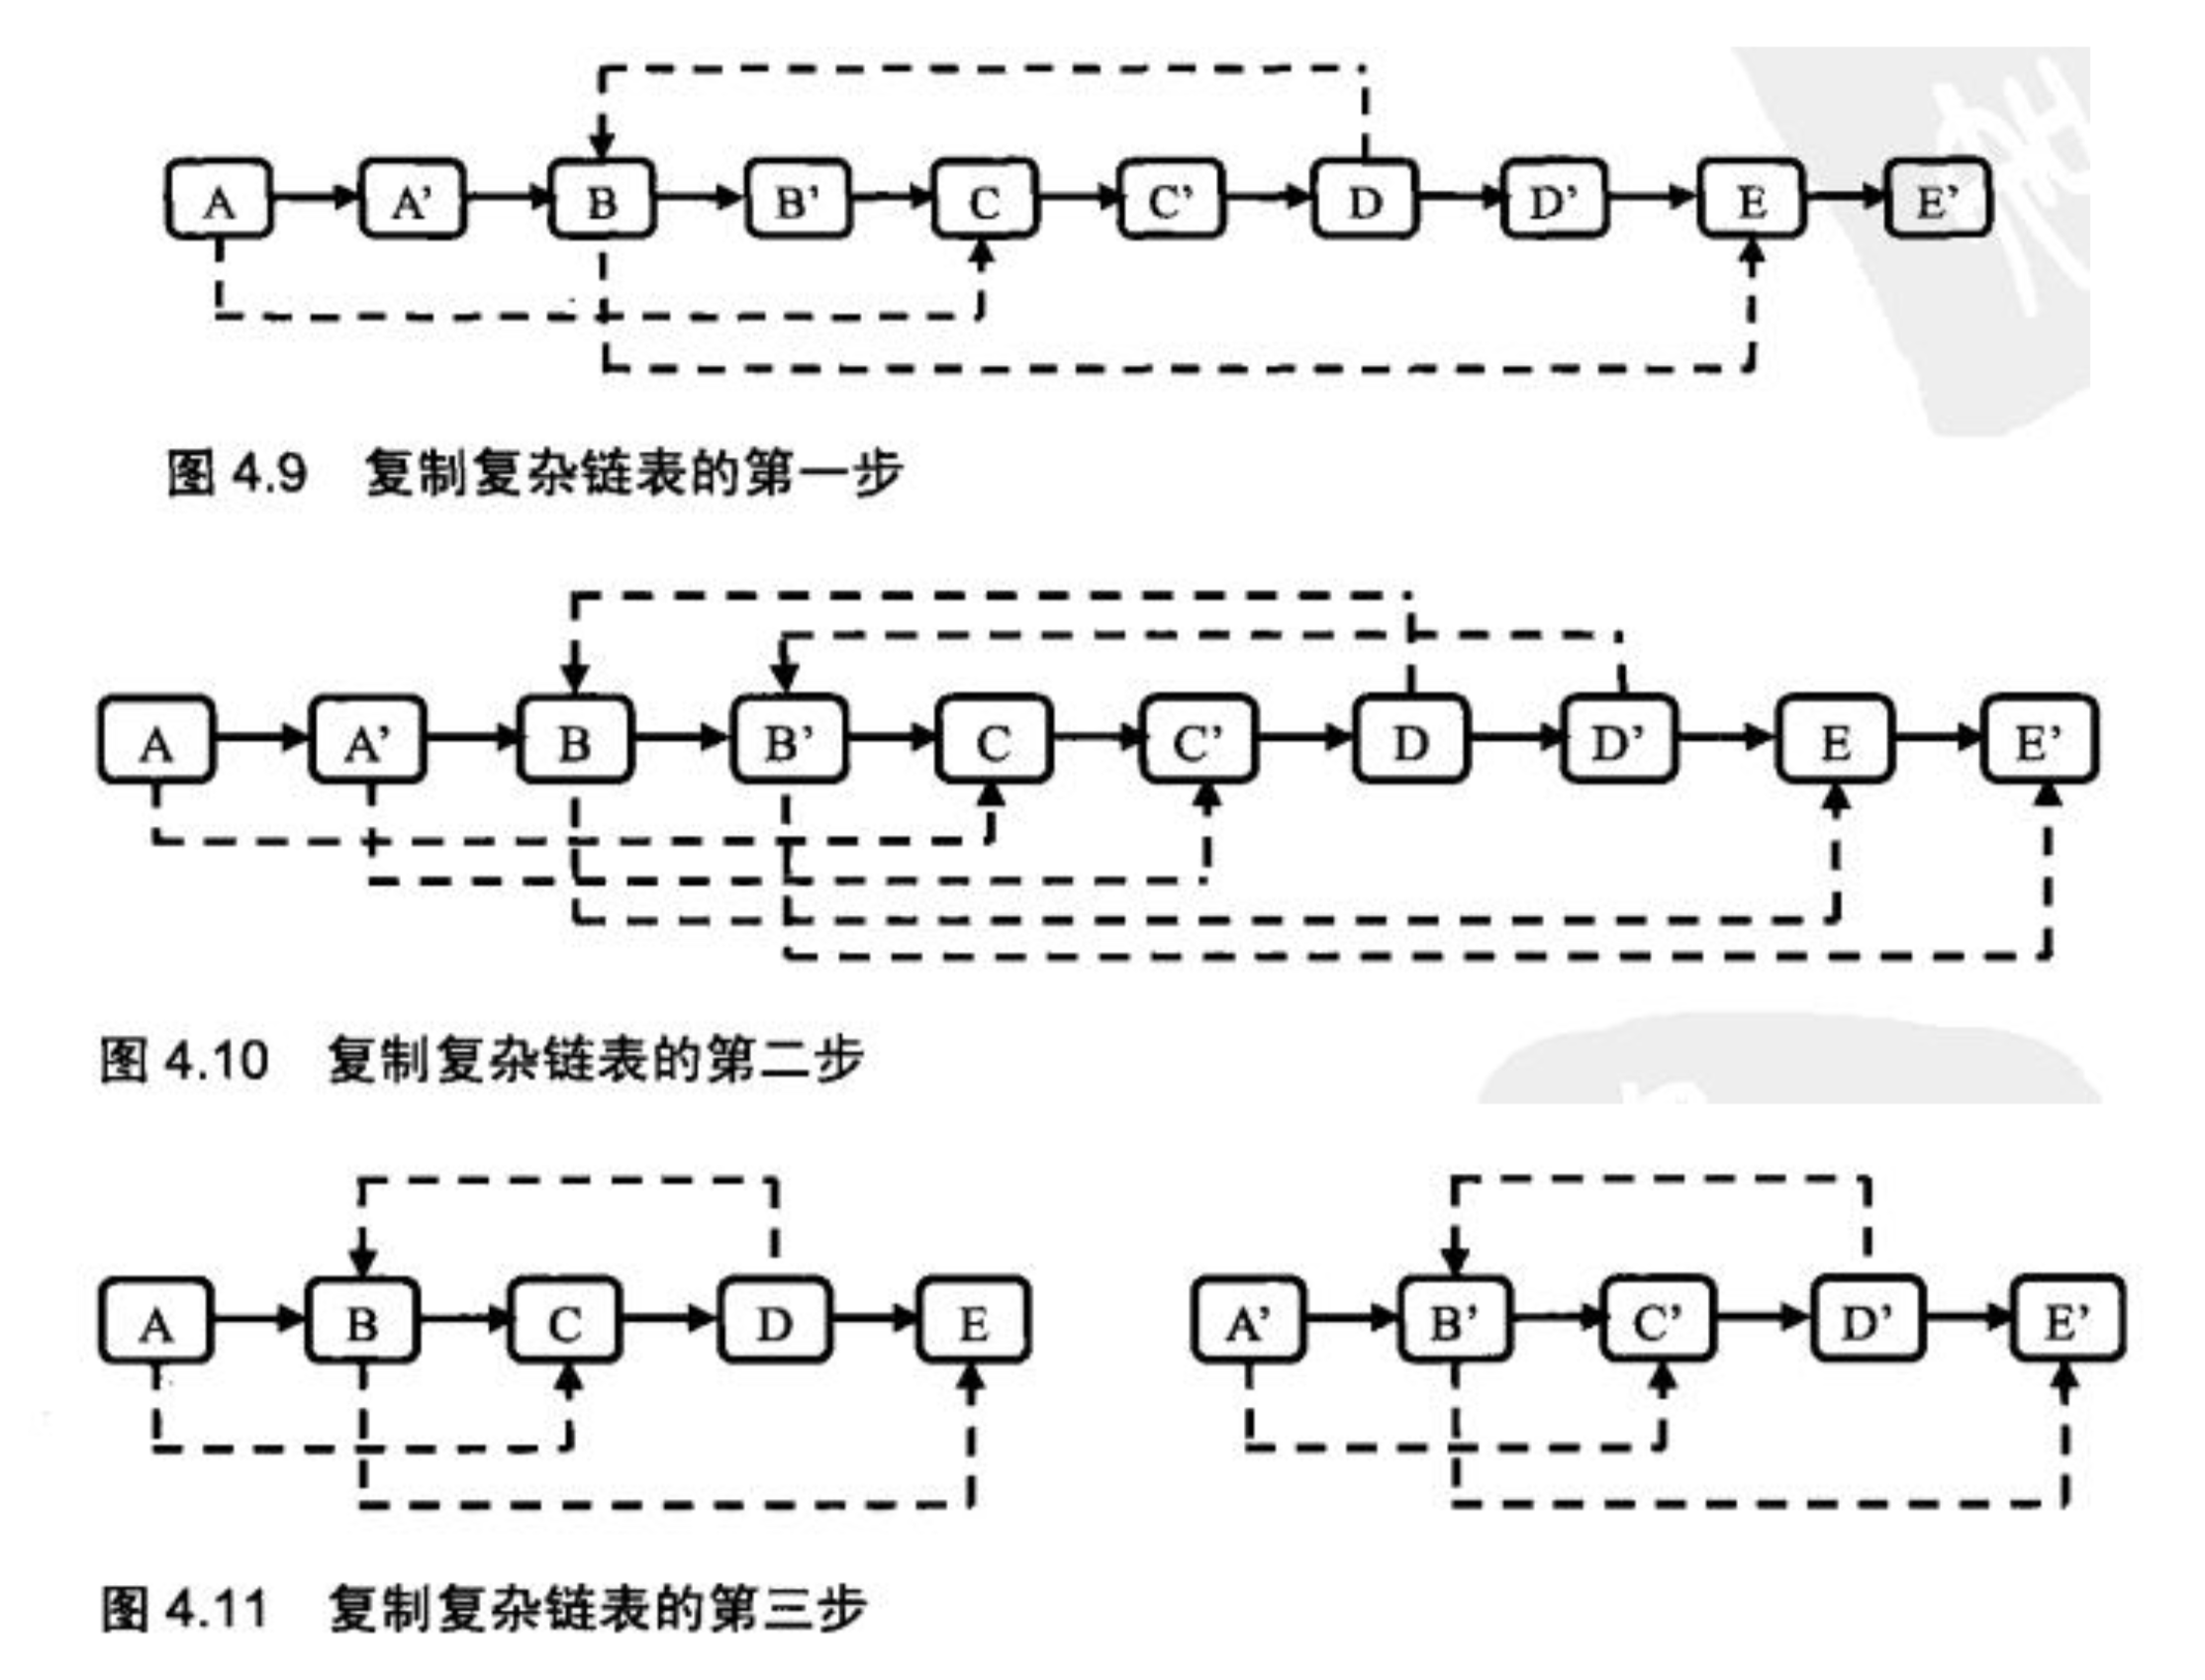 A A’ B B’ C C’ D D’ E E’
图 4.9 复制复杂链表的第一步
A A’ B B’ C C’ D D’ E E’
图 4.10 复制复杂链表的第二步
A B C D E A’ B’ C’ D’ E’
图 4.11 复制复杂链表的第三步